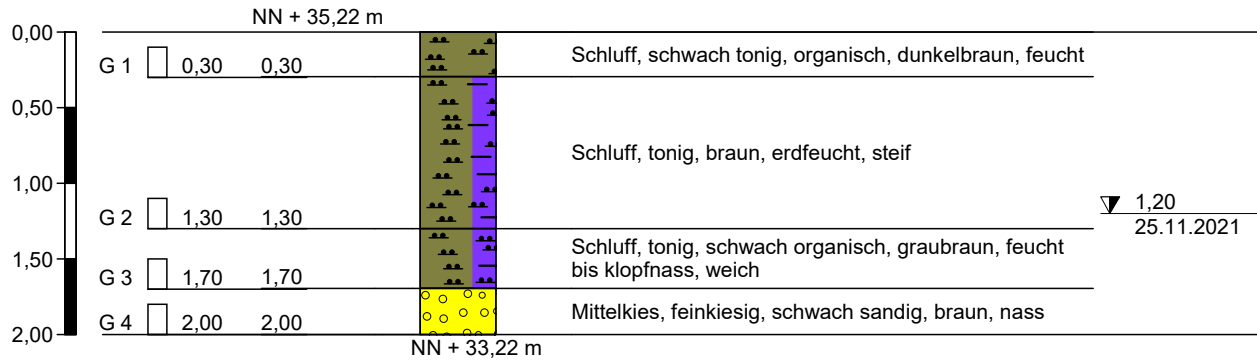 NN + 35,22 m
0,00
Schluff, schwach tonig, organisch, dunkelbraun, feucht
G 1 0,30 0,30
0,50
Schluff, tonig, braun, erdfeucht, steif
1,00
1,20
G 2 1,30 1,30
25.11.2021
Schluff, tonig, schwach organisch, graubraun, feucht
bis klopfnass, weich
1,50
G 3 1,70 1,70
Mittelkies, feinkiesig, schwach sandig, braun, nass
G 4 2,00 2,00
2,00
NN + 33,22 m